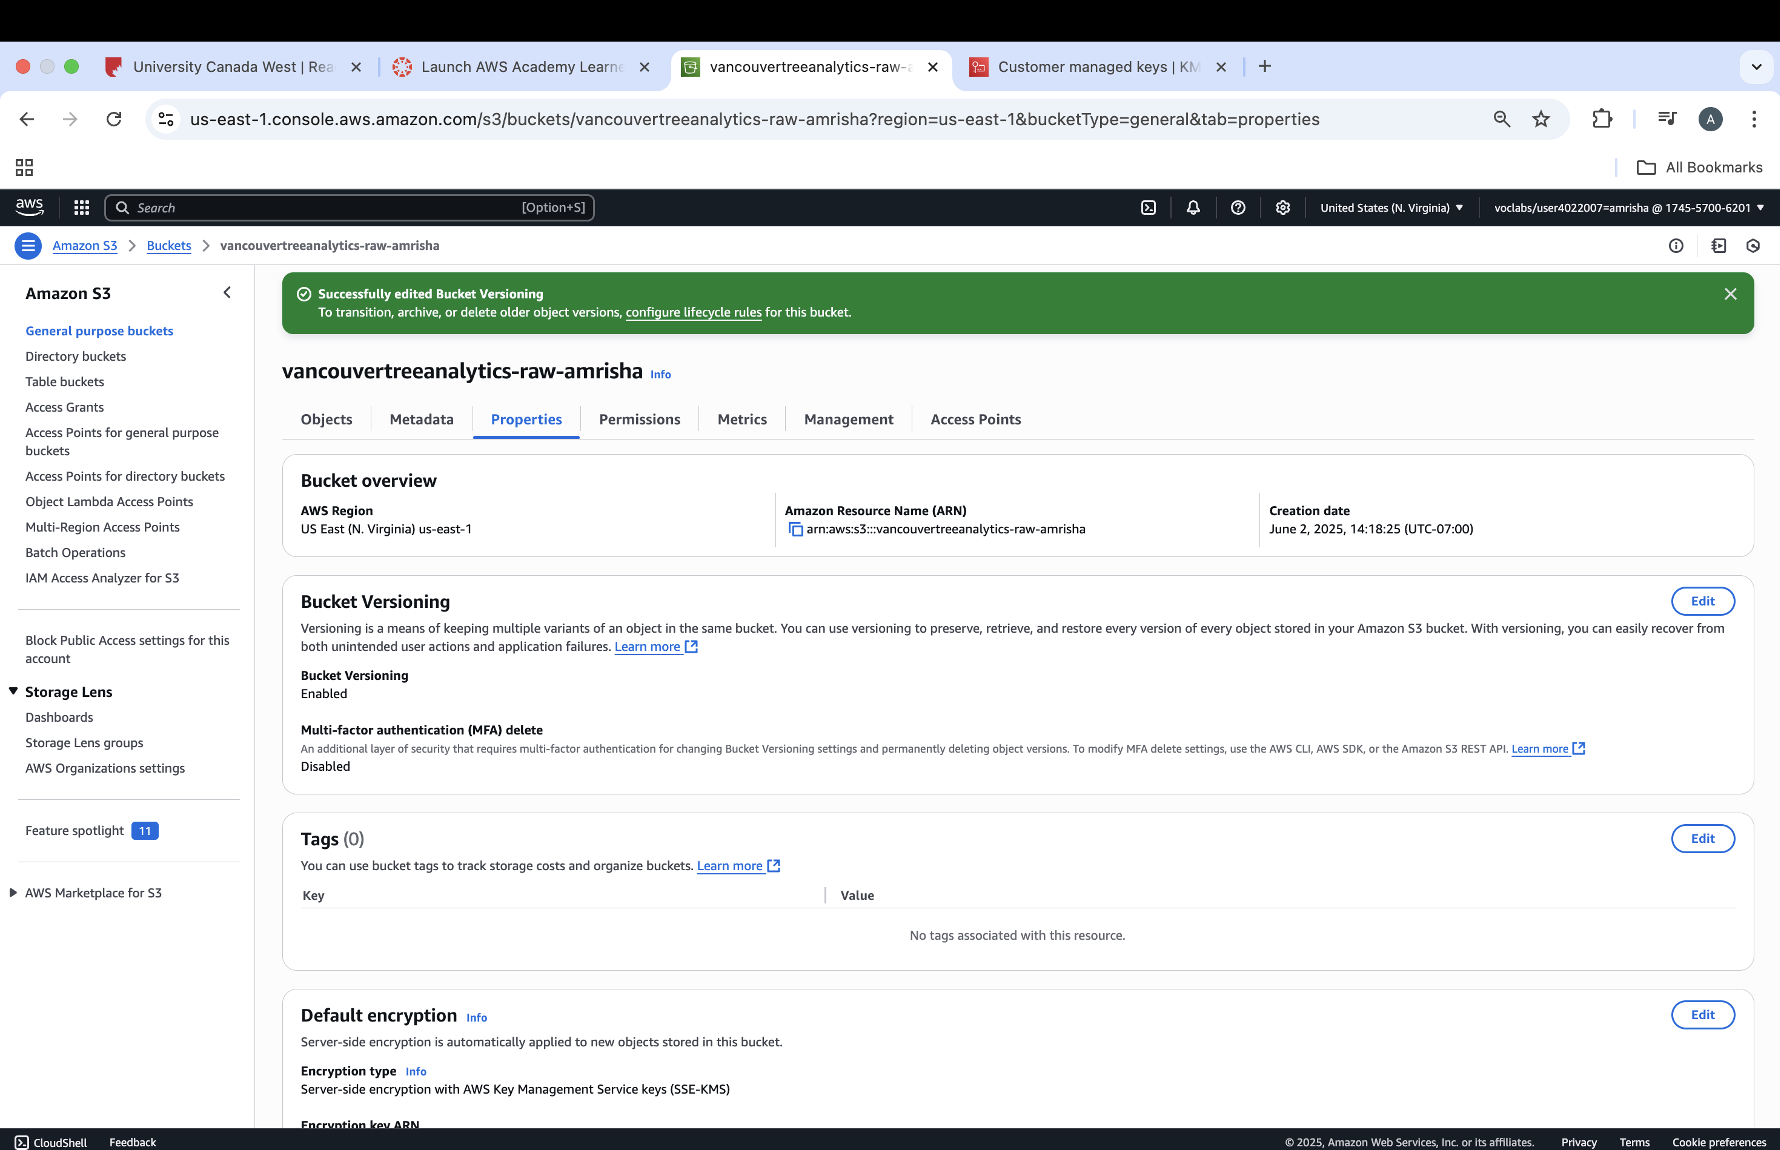 University Canada West | Rea
Launch AWS Academy Learne
vancouvertreeanalytics-raw-a
Customer managed keys | KM
us-east-1.console.aws.amazon.com/s3/buckets/vancouvertreeanalytics-raw-amrisha?region=us-east-1&bucketType=general&tab=properties
A
All Bookmarks
aws
Search
[Option+S]
United States (N. Virginia)
voclabs/user4022007=amrisha @ 1745-5700-6201
Amazon S3
Buckets
vancouvertreeanalytics-raw-amrisha
Amazon S3
General purpose buckets
Directory buckets
Table buckets
Access Grants
Access Points for general purpose
buckets
Access Points for directory buckets
Object Lambda Access Points
Multi-Region Access Points
Batch Operations
IAM Access Analyzer for S3
Block Public Access settings for this
account
Storage Lens
Dashboards
Storage Lens groups
AWS Organizations settings
Feature spotlight 11
AWS Marketplace for S3
Successfully edited Bucket Versioning
To transition, archive, or delete older object versions, configure lifecycle rules for this bucket.
vancouvertreeanalytics-raw-amrisha Info
Objects
Metadata
Properties
Permissions
Metrics
Management
Access Points
Bucket overview
AWS Region
US East (N. Virginia) us-east-1
Amazon Resource Name (ARN)
arn:aws:s3:::vancouvertreeanalytics-raw-amrisha
Creation date
June 2, 2025, 14:18:25 (UTC-07:00)
Bucket Versioning
Edit
Versioning is a means of keeping multiple variants of an object in the same bucket. You can use versioning to preserve, retrieve, and restore every version of every object stored in your Amazon S3 bucket. With versioning, you can easily recover from
both unintended user actions and application failures. Learn more
Bucket Versioning
Enabled
Multi-factor authentication (MFA) delete
An additional layer of security that requires multi-factor authentication for changing Bucket Versioning settings and permanently deleting object versions. To modify MFA delete settings, use the AWS CLI, AWS SDK, or the Amazon S3 REST API. Learn more
Disabled
Tags (0)
Edit
You can use bucket tags to track storage costs and organize buckets. Learn more
Key
Value
No tags associated with this resource.
Default encryption Info
Edit
Server-side encryption is automatically applied to new objects stored in this bucket.
Encryption type Info
Server-side encryption with AWS Key Management Service keys (SSE-KMS)
Encryption key ARN
CloudShell
Feedback
© 2025, Amazon Web Services, Inc. or its affiliates.
Privacy
Terms
Cookie preferences